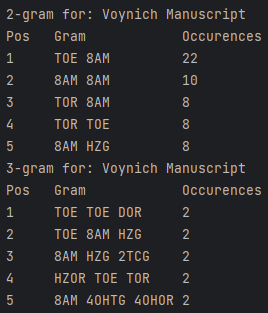 2-gram for: Voynich Manuscript
Pos Gram Occurences
1 TOE 8AM 22
2 8AM 8AM 10
3 TOR 8AM 8
4 TOR TOE 8
5 8AM HZG 8
3-gram for: Voynich Manuscript
Pos Gram Occurences
1 TOE TOE DOR 2
2 TOE 8AM HZG 2
3 8AM HZG 2TCG 2
4 HZOR TOE TOR 2
5 8AM 4OHTG 4OHOR 2